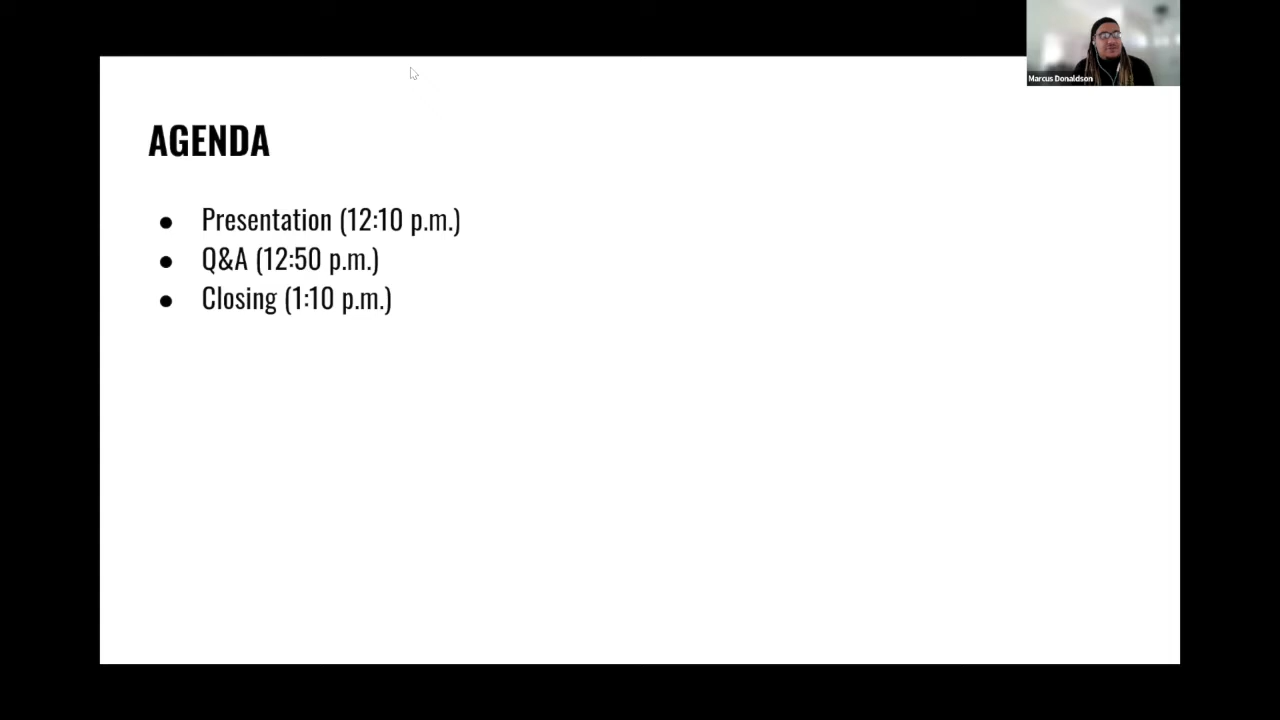 Marcus Donaldson
AGENDA
● Presentation (12:10 p.m.)
● Q&A (12:50 p.m.)
● Closing (1:10 p.m.)